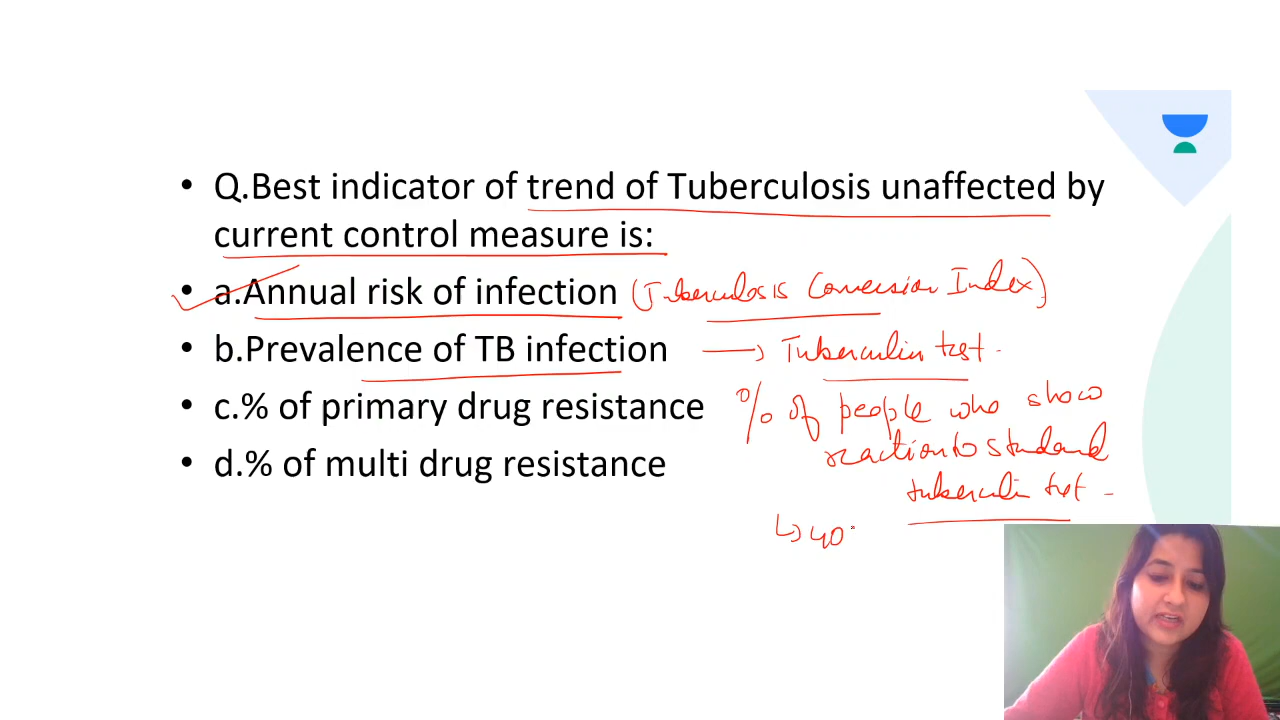 • Q.Best indicator of trend of Tuberculosis unaffected by
current control measure is:
• a.Annual risk of infection (Tuberculosis Conversion Index)
• b.Prevalence of TB infection → Tuberculin test.
• c.% of primary drug resistance % of people who show
reaction to standard
• d.% of multi drug resistance
tuberculin test -
↳ 40